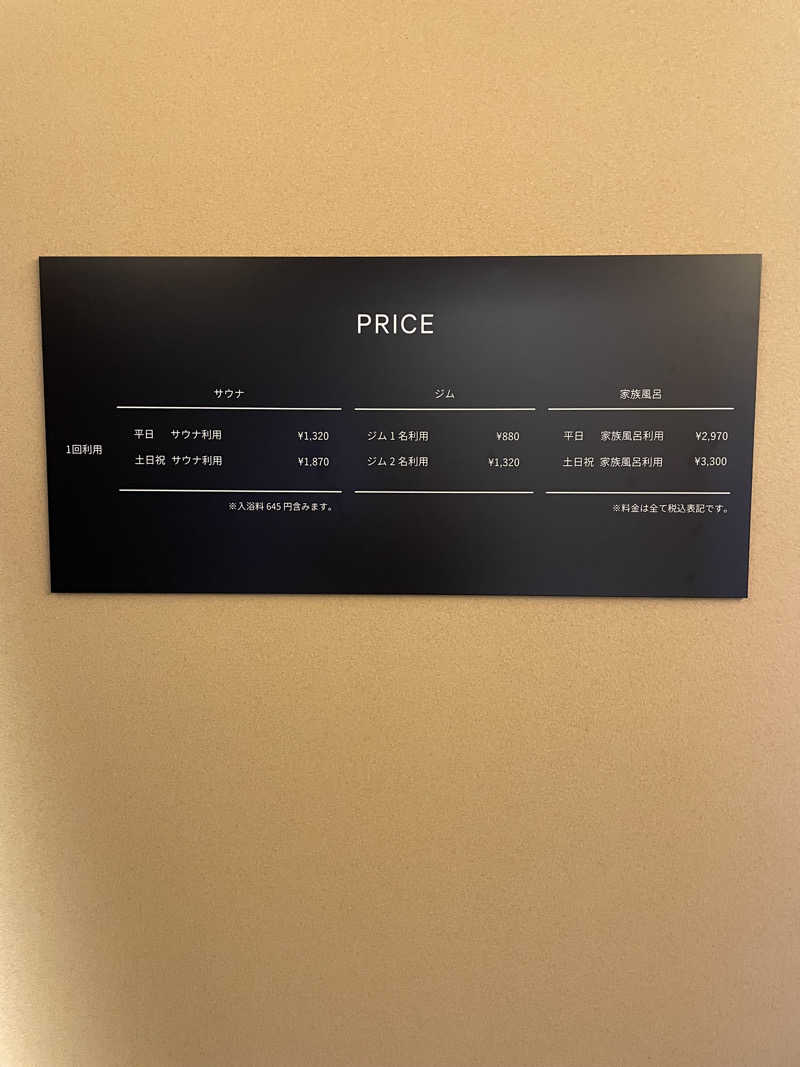 PRICE
サウナ ジム 家族風呂
1回利用
平日 サウナ利用 ¥1,320
土日祝 サウナ利用 ¥1,870
※入浴料 645 円含みます。
ジム 1 名利用 ¥880
ジム 2 名利用 ¥1,320
平日 家族風呂利用 ¥2,970
土日祝 家族風呂利用 ¥3,300
※料金は全て税込表記です。